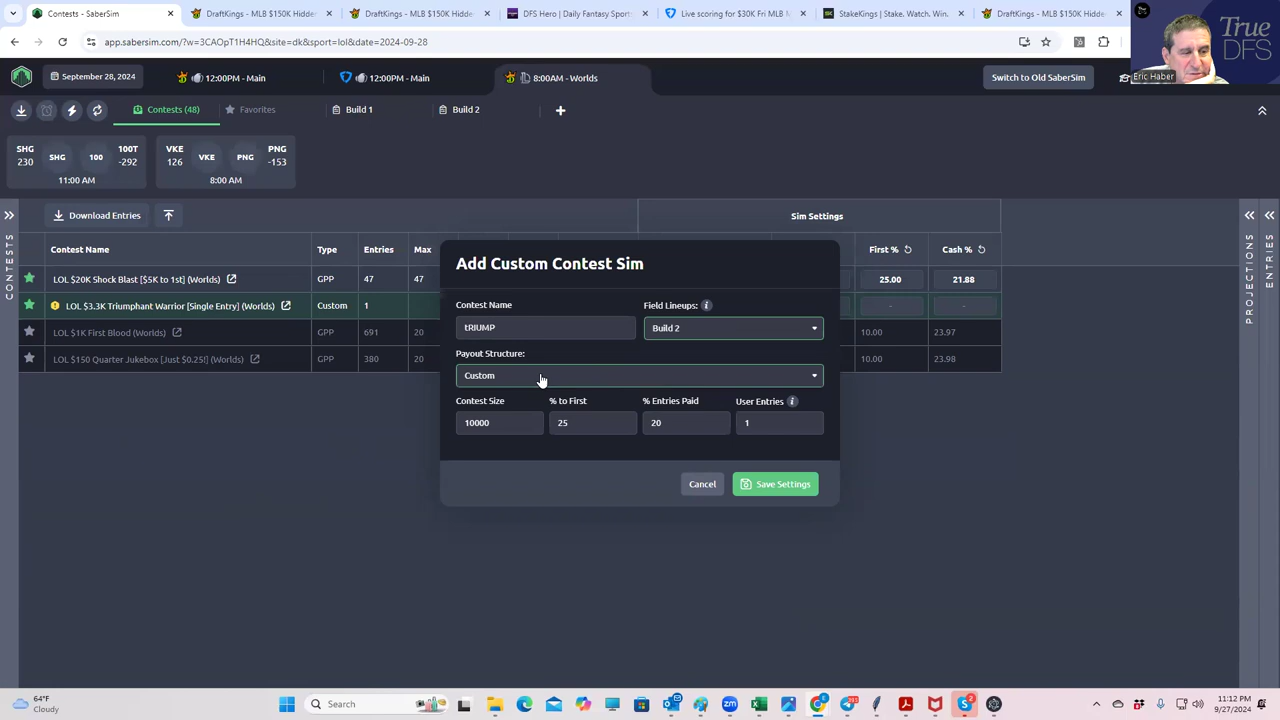 Contests - SaberSim
DraftKings - MLB $150K Hidden
DraftKings - MLB $150K Hidden
DFS Hero | Daily Fantasy Sports
Live scoring for $30K Fri MLB M
StakeKings | Stake. Watch. Win.
DraftKings - MLB $150K Hidden
app.sabersim.com/?w=3CAOpT1H4HQ&site=dk&sport=lol&date=2024-09-28
True
DFS
Eric Haber
September 28, 2024
12:00PM - Main
12:00PM - Main
8:00AM - Worlds
Switch to Old SaberSim
Contests (48)
Favorites
Build 1
Build 2
SHG
230
SHG
100
100T
-292
11:00 AM
VKE
126
VKE
PNG
PNG
-153
8:00 AM
CONTESTS
Download Entries
Sim Settings
PROJECTIONS
ENTRIES
Contest Name
Type
Entries
Max
First %
Cash %
LOL $20K Shock Blast [$5K to 1st] (Worlds)
GPP
47
47
25.00
21.88
LOL $3.3K Triumphant Warrior [Single Entry] (Worlds)
Custom
1
-
-
LOL $1K First Blood (Worlds)
GPP
691
20
10.00
23.97
LOL $150 Quarter Jukebox [Just $0.25!] (Worlds)
GPP
380
20
10.00
23.98
Add Custom Contest Sim
Contest Name
Field Lineups:
tRIUMP
Build 2
Payout Structure:
Custom
Contest Size
% to First
% Entries Paid
User Entries
10000
25
20
1
Cancel
Save Settings
64°F
Cloudy
Search
11:12 PM
9/27/2024